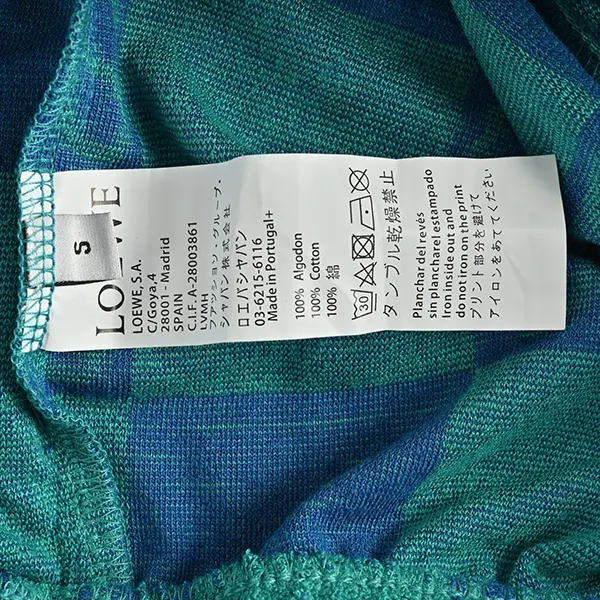 LOEWE
S
LOEWE S.A.
C/Goya,4
28001 - Madrid
SPAIN
C.I.F.A-28003861
LVMH
ファッション グループ・
ジャパン株式会社
ロエベジャパン
03-6215-6116
Made in Portugal+
100% Algodon
100% Cotton
100% 綿
30
タンブル乾燥禁止
Planchar del revés
sin planchar el estampado
Iron inside out and
do not Iron on the print
プリント部分を避けて
アイロンをあててください